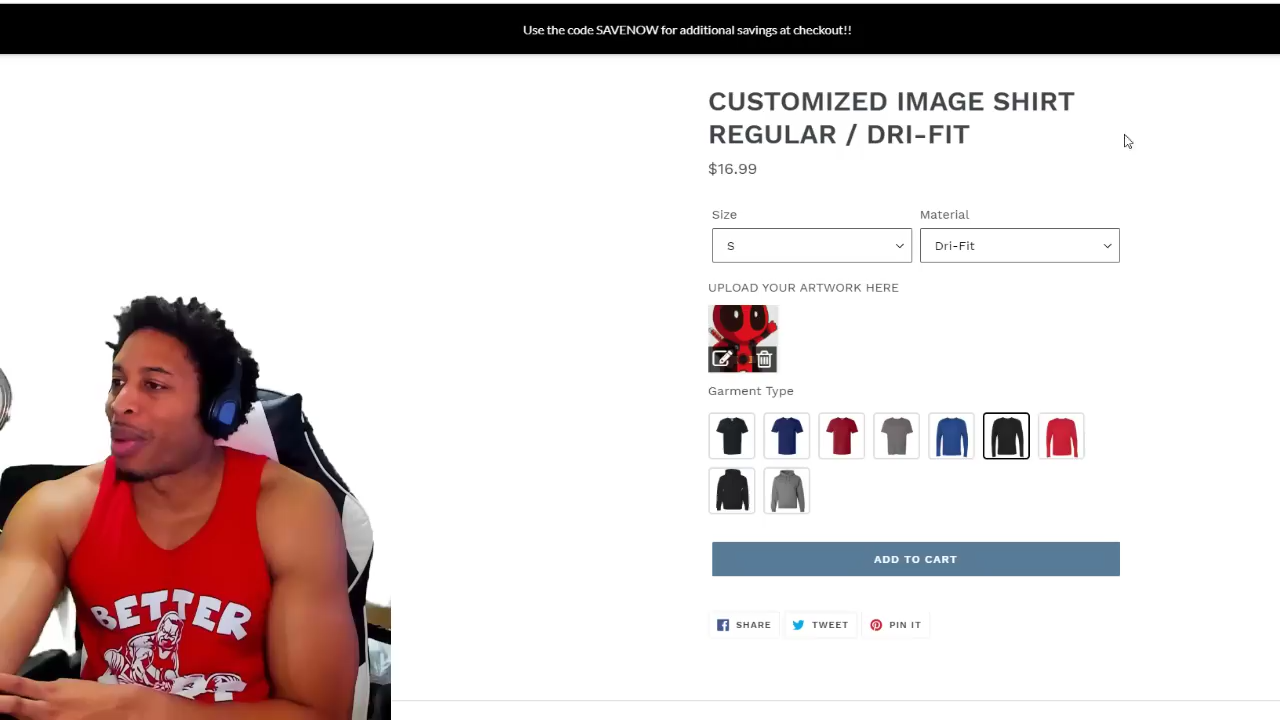 Use the code SAVENOW for additional savings at checkout!!
CUSTOMIZED IMAGE SHIRT
REGULAR / DRI-FIT
$16.99
Size
Material
S
Dri-Fit
UPLOAD YOUR ARTWORK HERE
Garment Type
ADD TO CART
SHARE
TWEET
PIN IT
BETTER